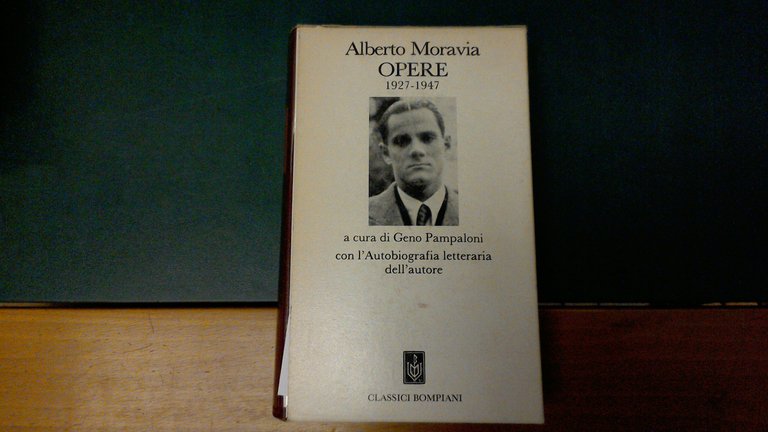 Alberto Moravia
OPERE
1927-1947
a cura di Geno Pampaloni
con l'Autobiografia letteraria
dell'autore
CLASSICI BOMPIANI